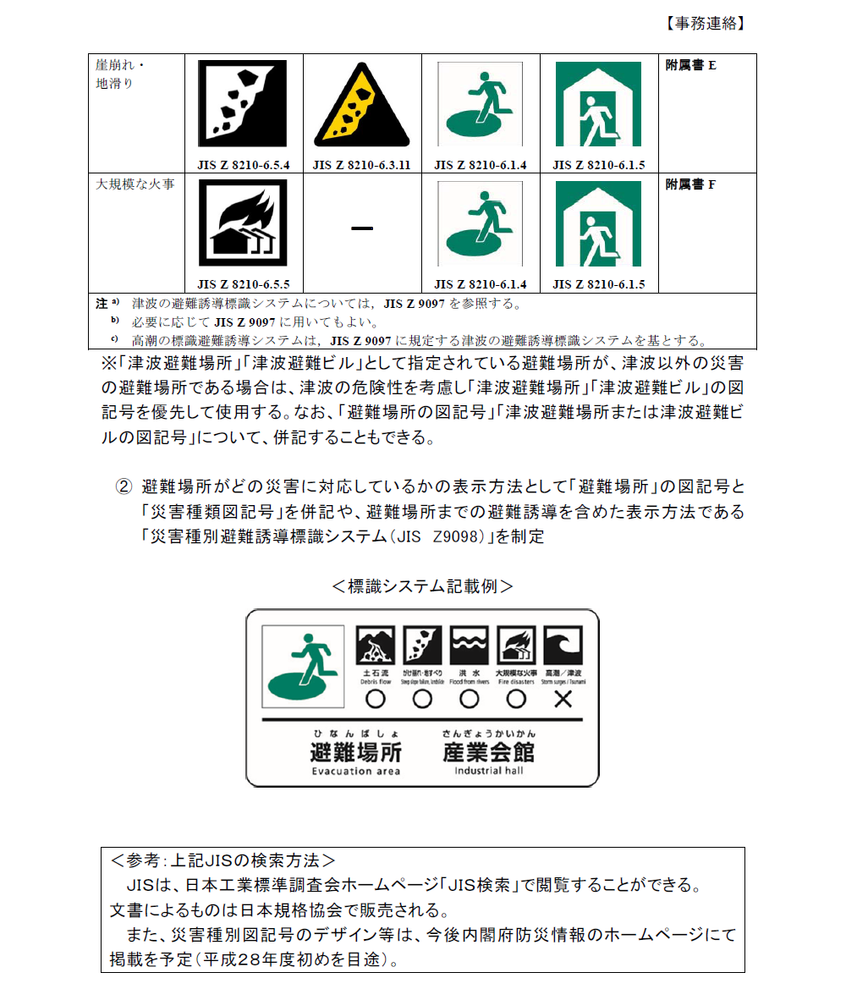 【事務連絡】
崖崩れ・
地滑り
附属書 E
JIS Z 8210-6.5.4
JIS Z 8210-6.3.11
JIS Z 8210-6.1.4
JIS Z 8210-6.1.5
大規模な火事
－
附属書 F
JIS Z 8210-6.5.5
JIS Z 8210-6.1.4
JIS Z 8210-6.1.5
注 a) 津波の避難誘導標識システムについては，JIS Z 9097 を参照する。
b) 必要に応じて JIS Z 9097 に用いてもよい。
c) 高潮の標識避難誘導システムは，JIS Z 9097 に規定する津波の避難誘導標識システムを基とする。
※「津波避難場所」「津波避難ビル」として指定されている避難場所が、津波以外の災害
の避難場所である場合は、津波の危険性を考慮し「津波避難場所」「津波避難ビル」の図
記号を優先して使用する。なお、「避難場所の図記号」「津波避難場所または津波避難ビ
ルの図記号」について、併記することもできる。
② 避難場所がどの災害に対応しているかの表示方法として「避難場所」の図記号と
「災害種類図記号」を併記や、避難場所までの避難誘導を含めた表示方法である
「災害種別避難誘導標識システム（JIS Z9098）」を制定
＜標識システム記載例＞
土石流 がけ崩れ・地すべり 洪水 大規模な火事 高潮／津波
Debris flow Steep slope failure, landslide Flood from rivers Fire disasters Storm surges / Tsunami
○ ○ ○ ○ ×
ひなんばしょ さんぎょうかいかん
避難場所 産業会館
Evacuation area Industrial hall
＜参考：上記JISの検索方法＞
JISは、日本工業標準調査会ホームページ「JIS検索」で閲覧することができる。
文書によるものは日本規格協会で販売される。
また、災害種別図記号のデザイン等は、今後内閣府防災情報のホームページにて
掲載を予定（平成２８年度初めを目途）。